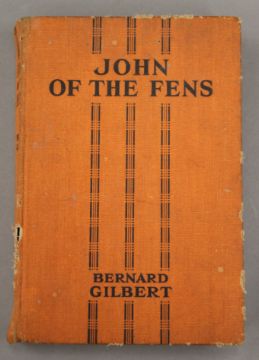 JOHN
OF THE FENS
BERNARD
GILBERT